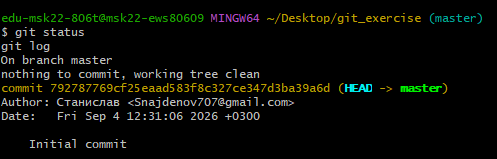 edu-msk22-806t@msk22-ews80609 MINGW64 ~/Desktop/git_exercise (master)
$ git status
git log
On branch master
nothing to commit, working tree clean
commit 792787769cf25eaad583f8c327ce347d3ba39a6d (HEAD -> master)
Author: Станислав <Snajdenov707@gmail.com>
Date:   Fri Sep 4 12:31:06 2026 +0300
Initial commit